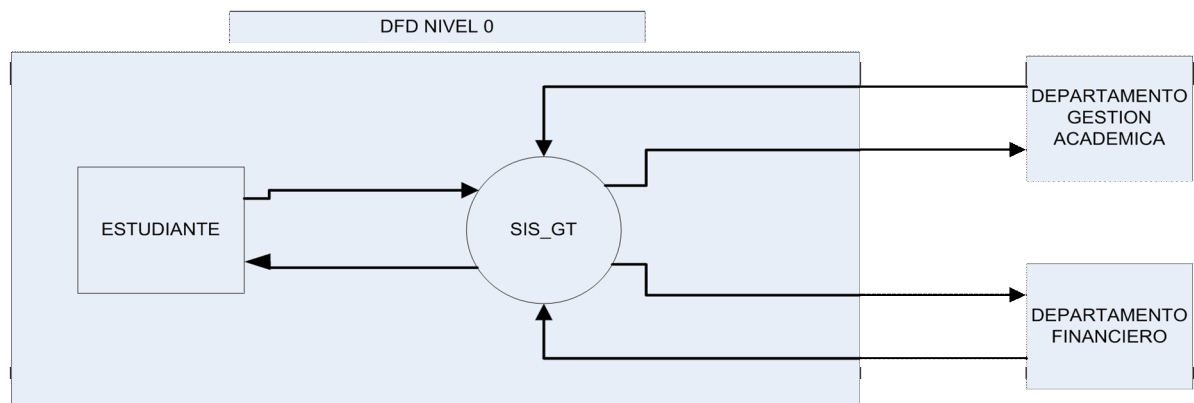 DFD NIVEL 0
DEPARTAMENTO
GESTION
ACADEMICA
ESTUDIANTE
SIS_GT
DEPARTAMENTO
FINANCIERO